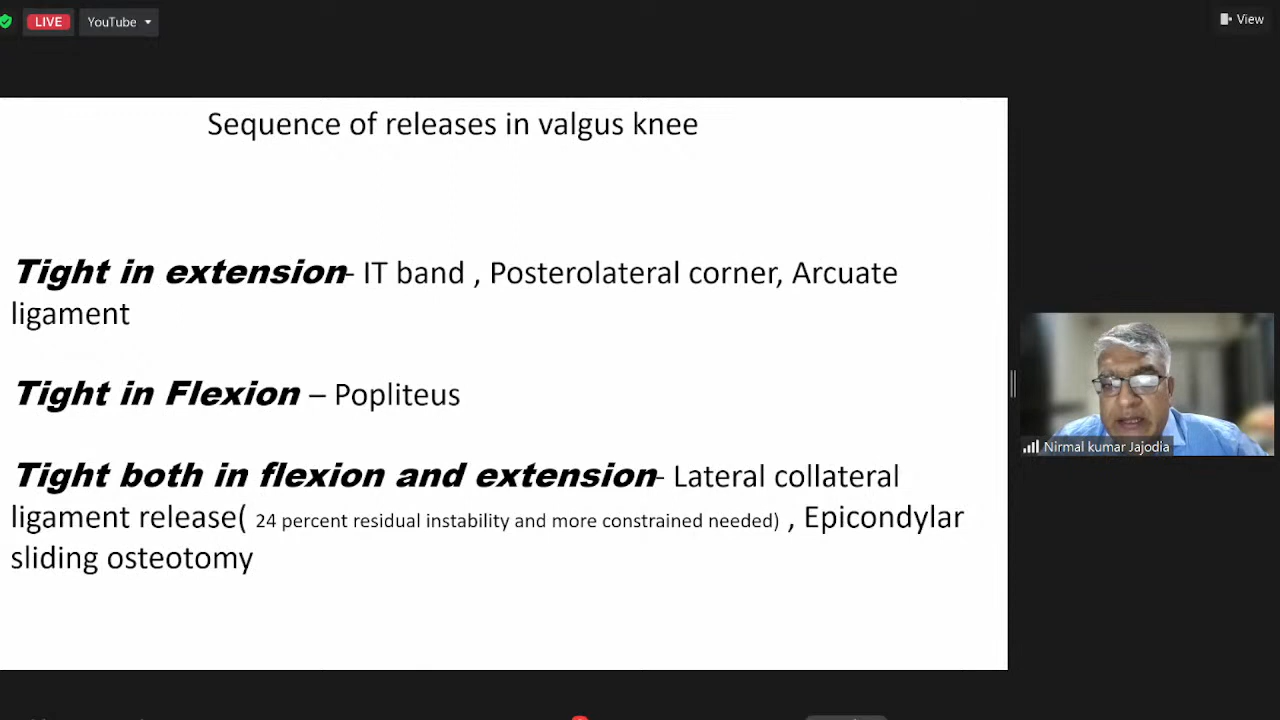 LIVE
YouTube
View
Sequence of releases in valgus knee
Tight in extension- IT band , Posterolateral corner, Arcuate
ligament
Tight in Flexion – Popliteus
Tight both in flexion and extension- Lateral collateral
ligament release( 24 percent residual instability and more constrained needed) , Epicondylar
sliding osteotomy
Nirmal kumar Jajodia